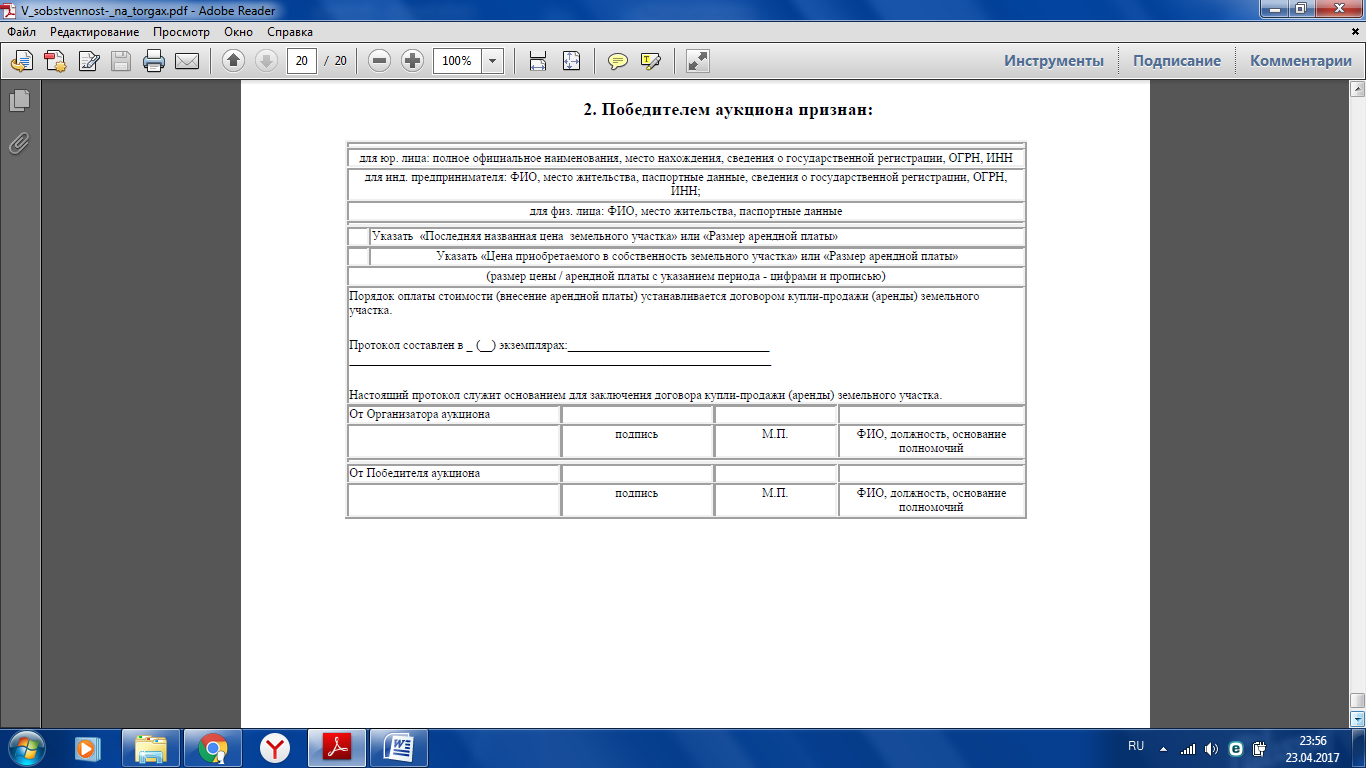 V_sobstvennost-_na_torgax.pdf - Adobe Reader
Файл Редактирование Просмотр Окно Справка
20 / 20 100% Инструменты Подписание Комментарии
2. Победителем аукциона признан:
для юр. лица: полное официальное наименования, место нахождения, сведения о государственной регистрации, ОГРН, ИНН
для инд. предпринимателя: ФИО, место жительства, паспортные данные, сведения о государственной регистрации, ОГРН,
ИНН;
для физ. лица: ФИО, место жительства, паспортные данные
Указать «Последняя названная цена земельного участка» или «Размер арендной платы»
Указать «Цена приобретаемого в собственность земельного участка» или «Размер арендной платы»
(размер цены / арендной платы с указанием периода - цифрами и прописью)
Порядок оплаты стоимости (внесение арендной платы) устанавливается договором купли-продажи (аренды) земельного
участка.
Протокол составлен в _ (__) экземплярах:________________________________
___________________________________________________________________
Настоящий протокол служит основанием для заключения договора купли-продажи (аренды) земельного участка.
От Организатора аукциона
подпись М.П. ФИО, должность, основание
полномочий
От Победителя аукциона
подпись М.П. ФИО, должность, основание
полномочий
RU 23:56
23.04.2017